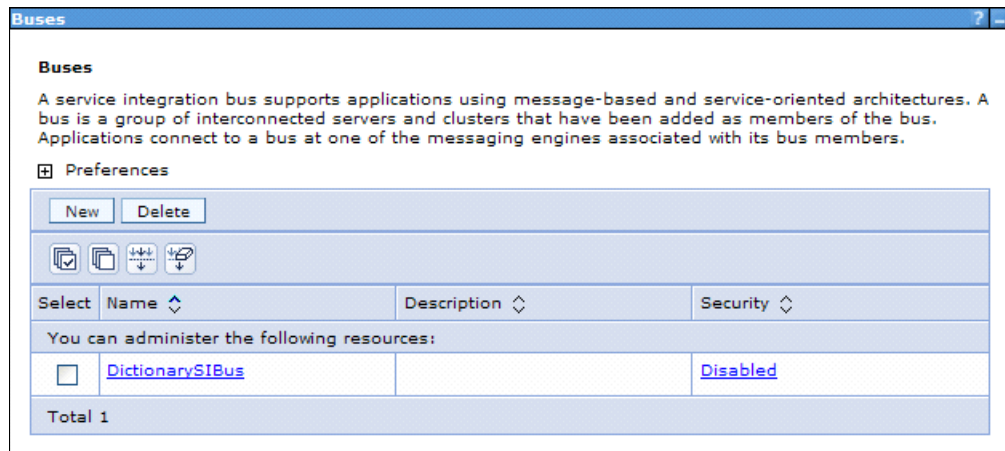 Buses ? –
Buses
A service integration bus supports applications using message-based and service-oriented architectures. A
bus is a group of interconnected servers and clusters that have been added as members of the bus.
Applications connect to a bus at one of the messaging engines associated with its bus members.
Preferences
New Delete
Select Name Description Security
You can administer the following resources:
DictionarySIBus Disabled
Total 1